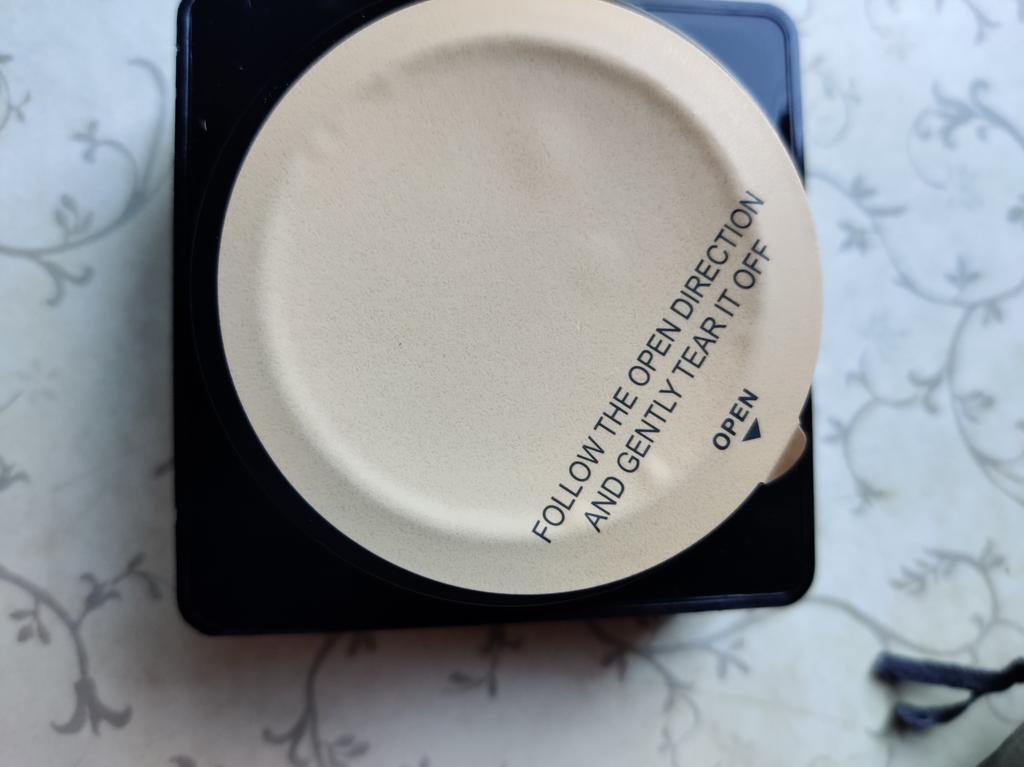 FOLLOW THE OPEN DIRECTION
AND GENTLY TEAR IT OFF
OPEN